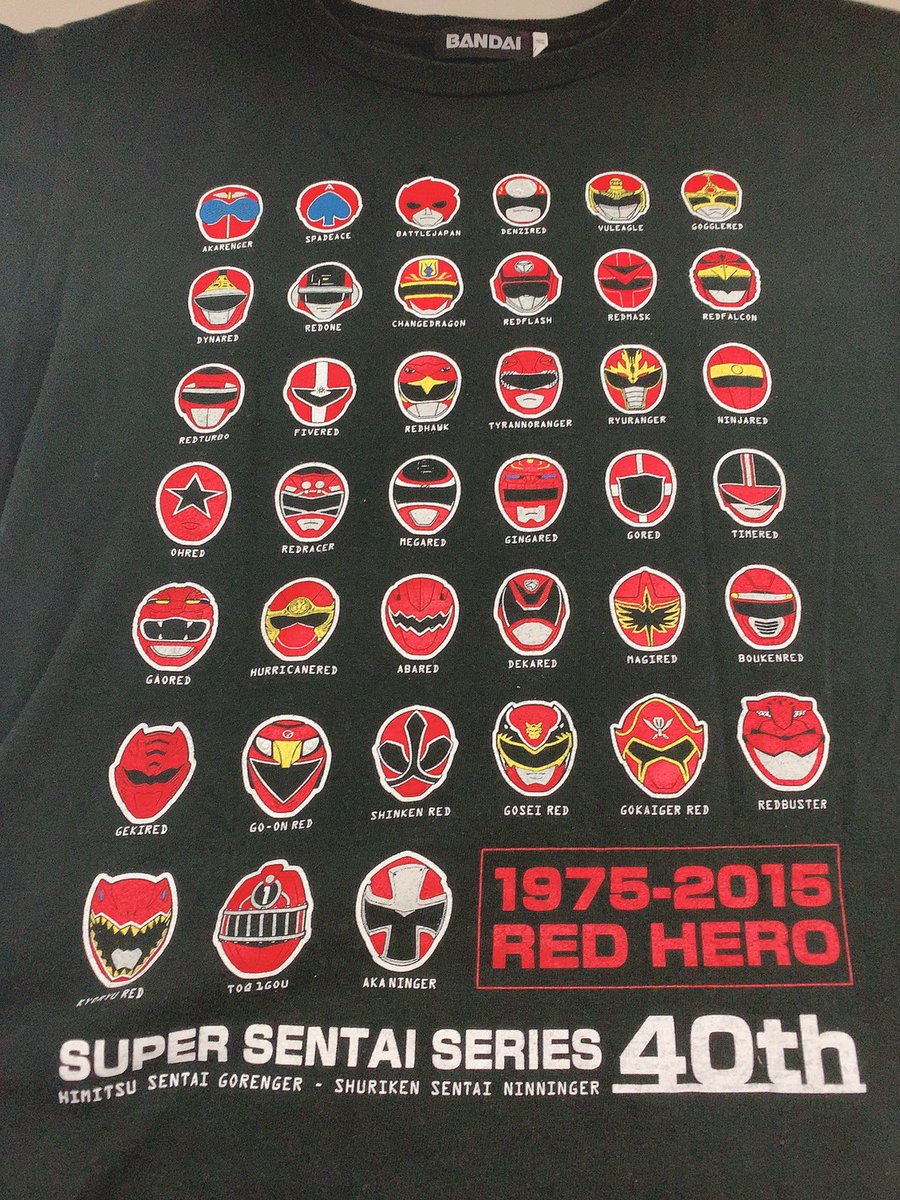 BANDAI
A
AKARENGER SPADEACE BATTLEJAPAN DENZIRED VULEAGLE GOGGLERED
DYNARED REDONE CHANGEDRAGON REDFLASH REDMASK REDFALCON
REDTURBO FIVERED REDHAWK TYRANNORANGER RYURANGER NINJARED
OHRED REDRACER MEGARED GINGARED GORED TIMERED
GAORED HURRICANERED ABARED DEKARED MAGIRED BOUKENRED
GEKIRED GO-ON RED SHINKEN RED GOSEI RED GOKAIGER RED REDBUSTER
KYORYU RED TOQ 1GOU AKANINGER
1975-2015
RED HERO
SUPER SENTAI SERIES 40th
HIMITSU SENTAI GORENGER - SHURIKEN SENTAI NINNINGER